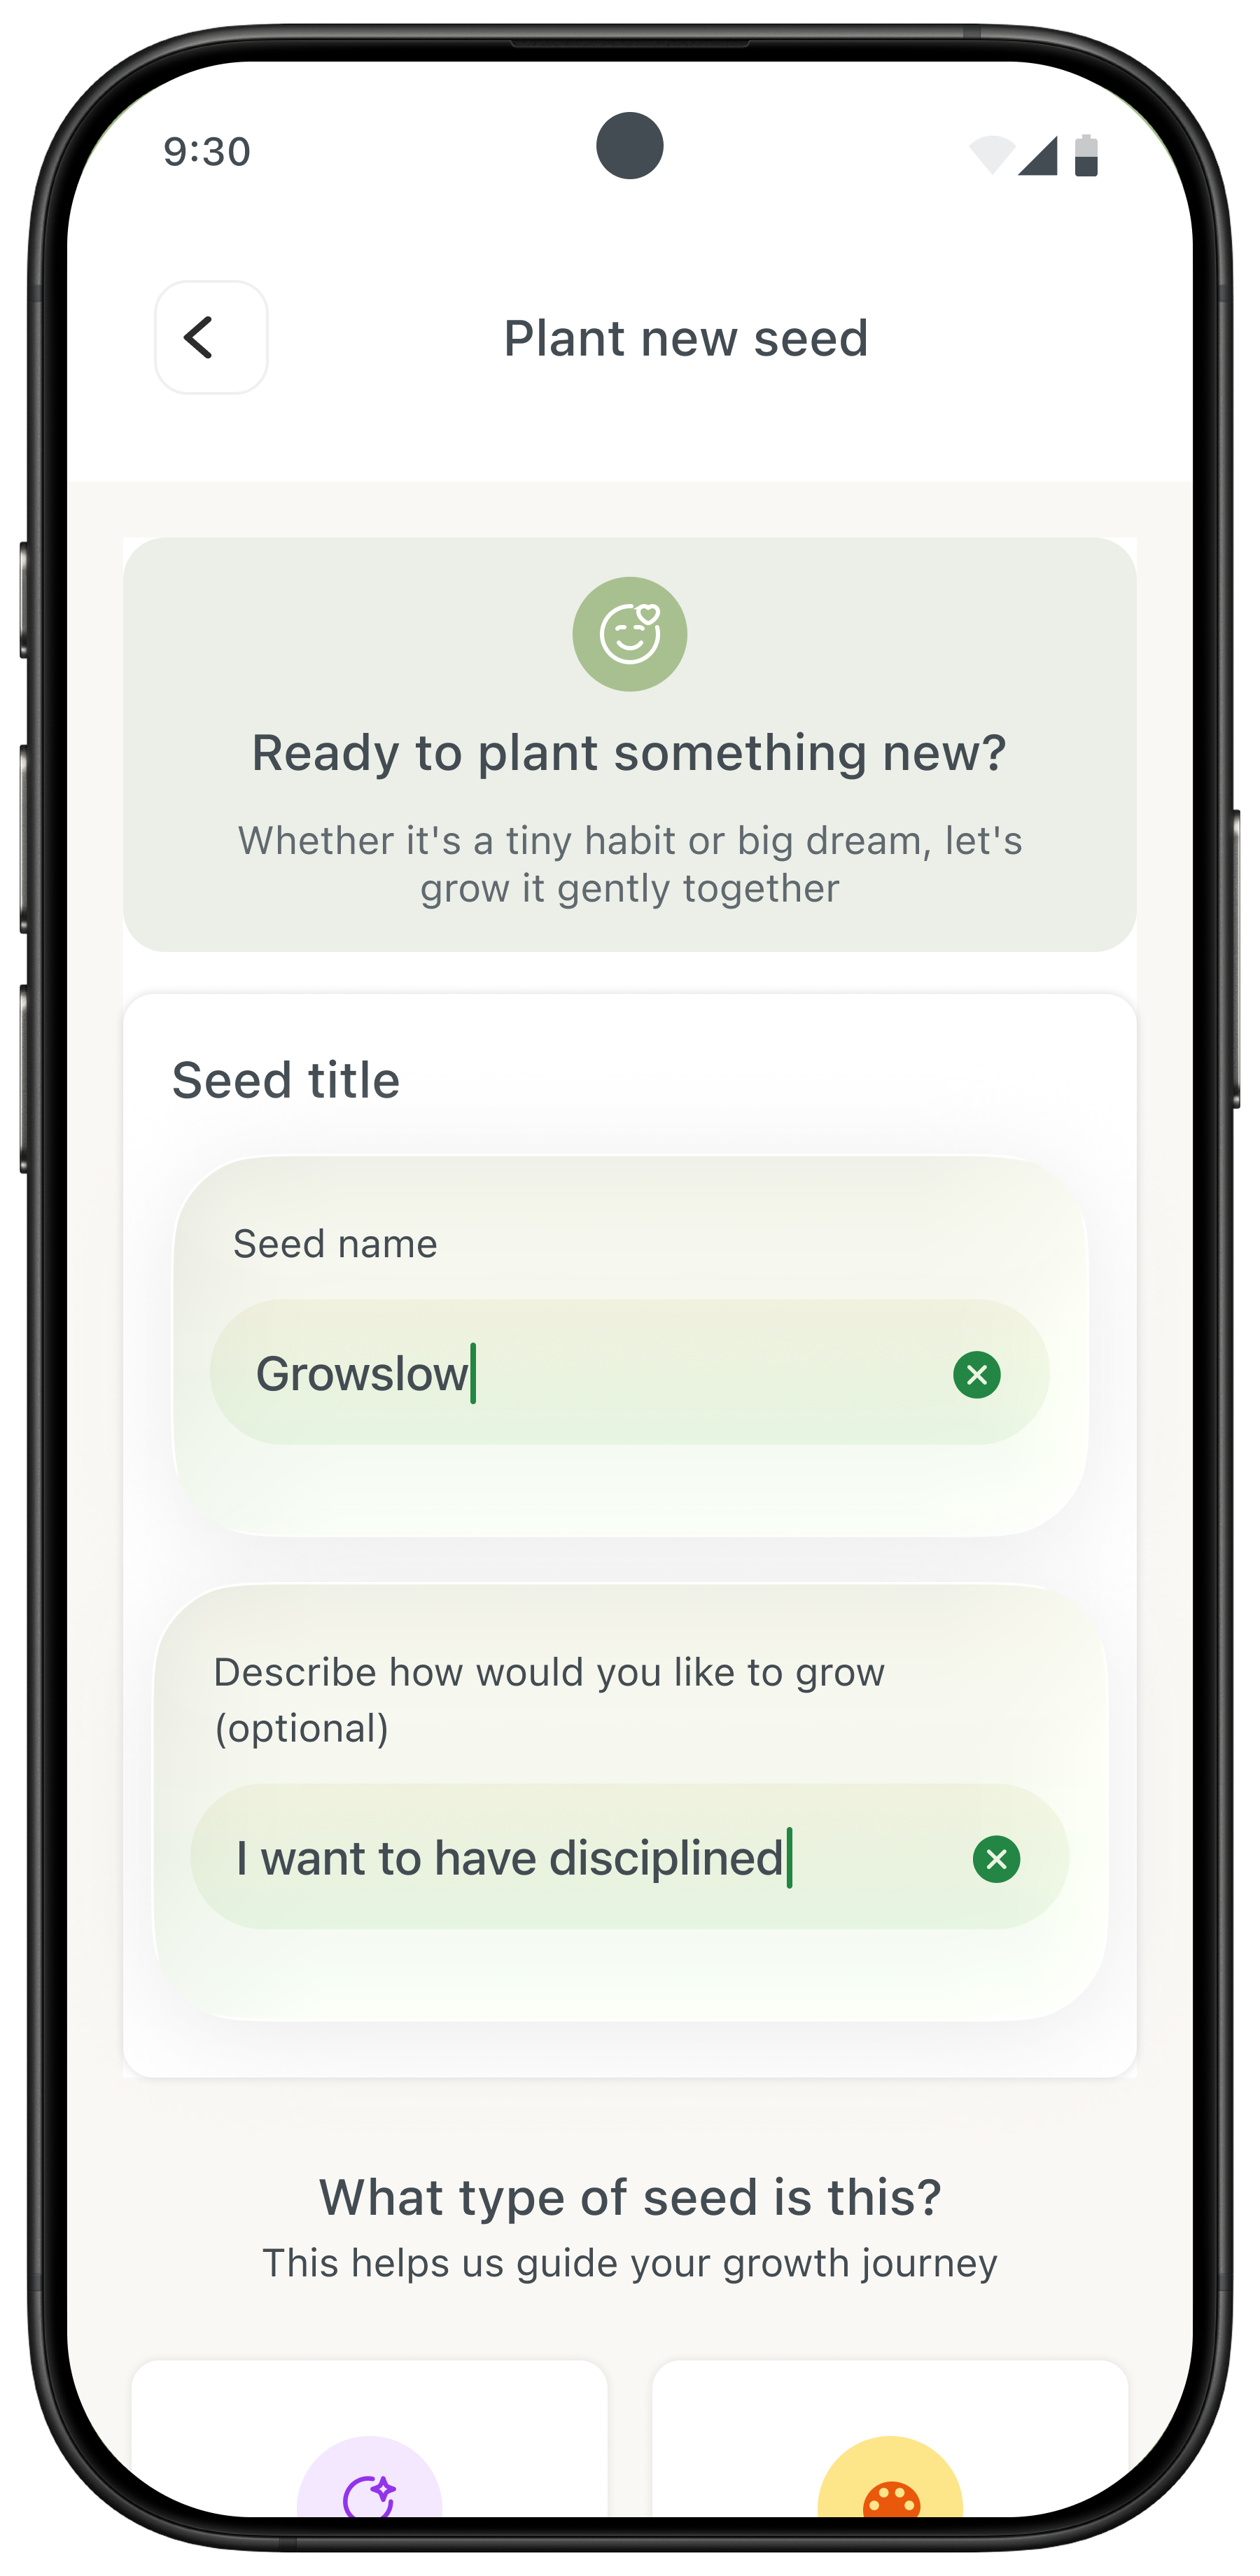 9:30
Plant new seed
Ready to plant something new?
Whether it's a tiny habit or big dream, let's
grow it gently together
Seed title
Seed name
Growslow
Describe how would you like to grow
(optional)
I want to have disciplined
What type of seed is this?
This helps us guide your growth journey